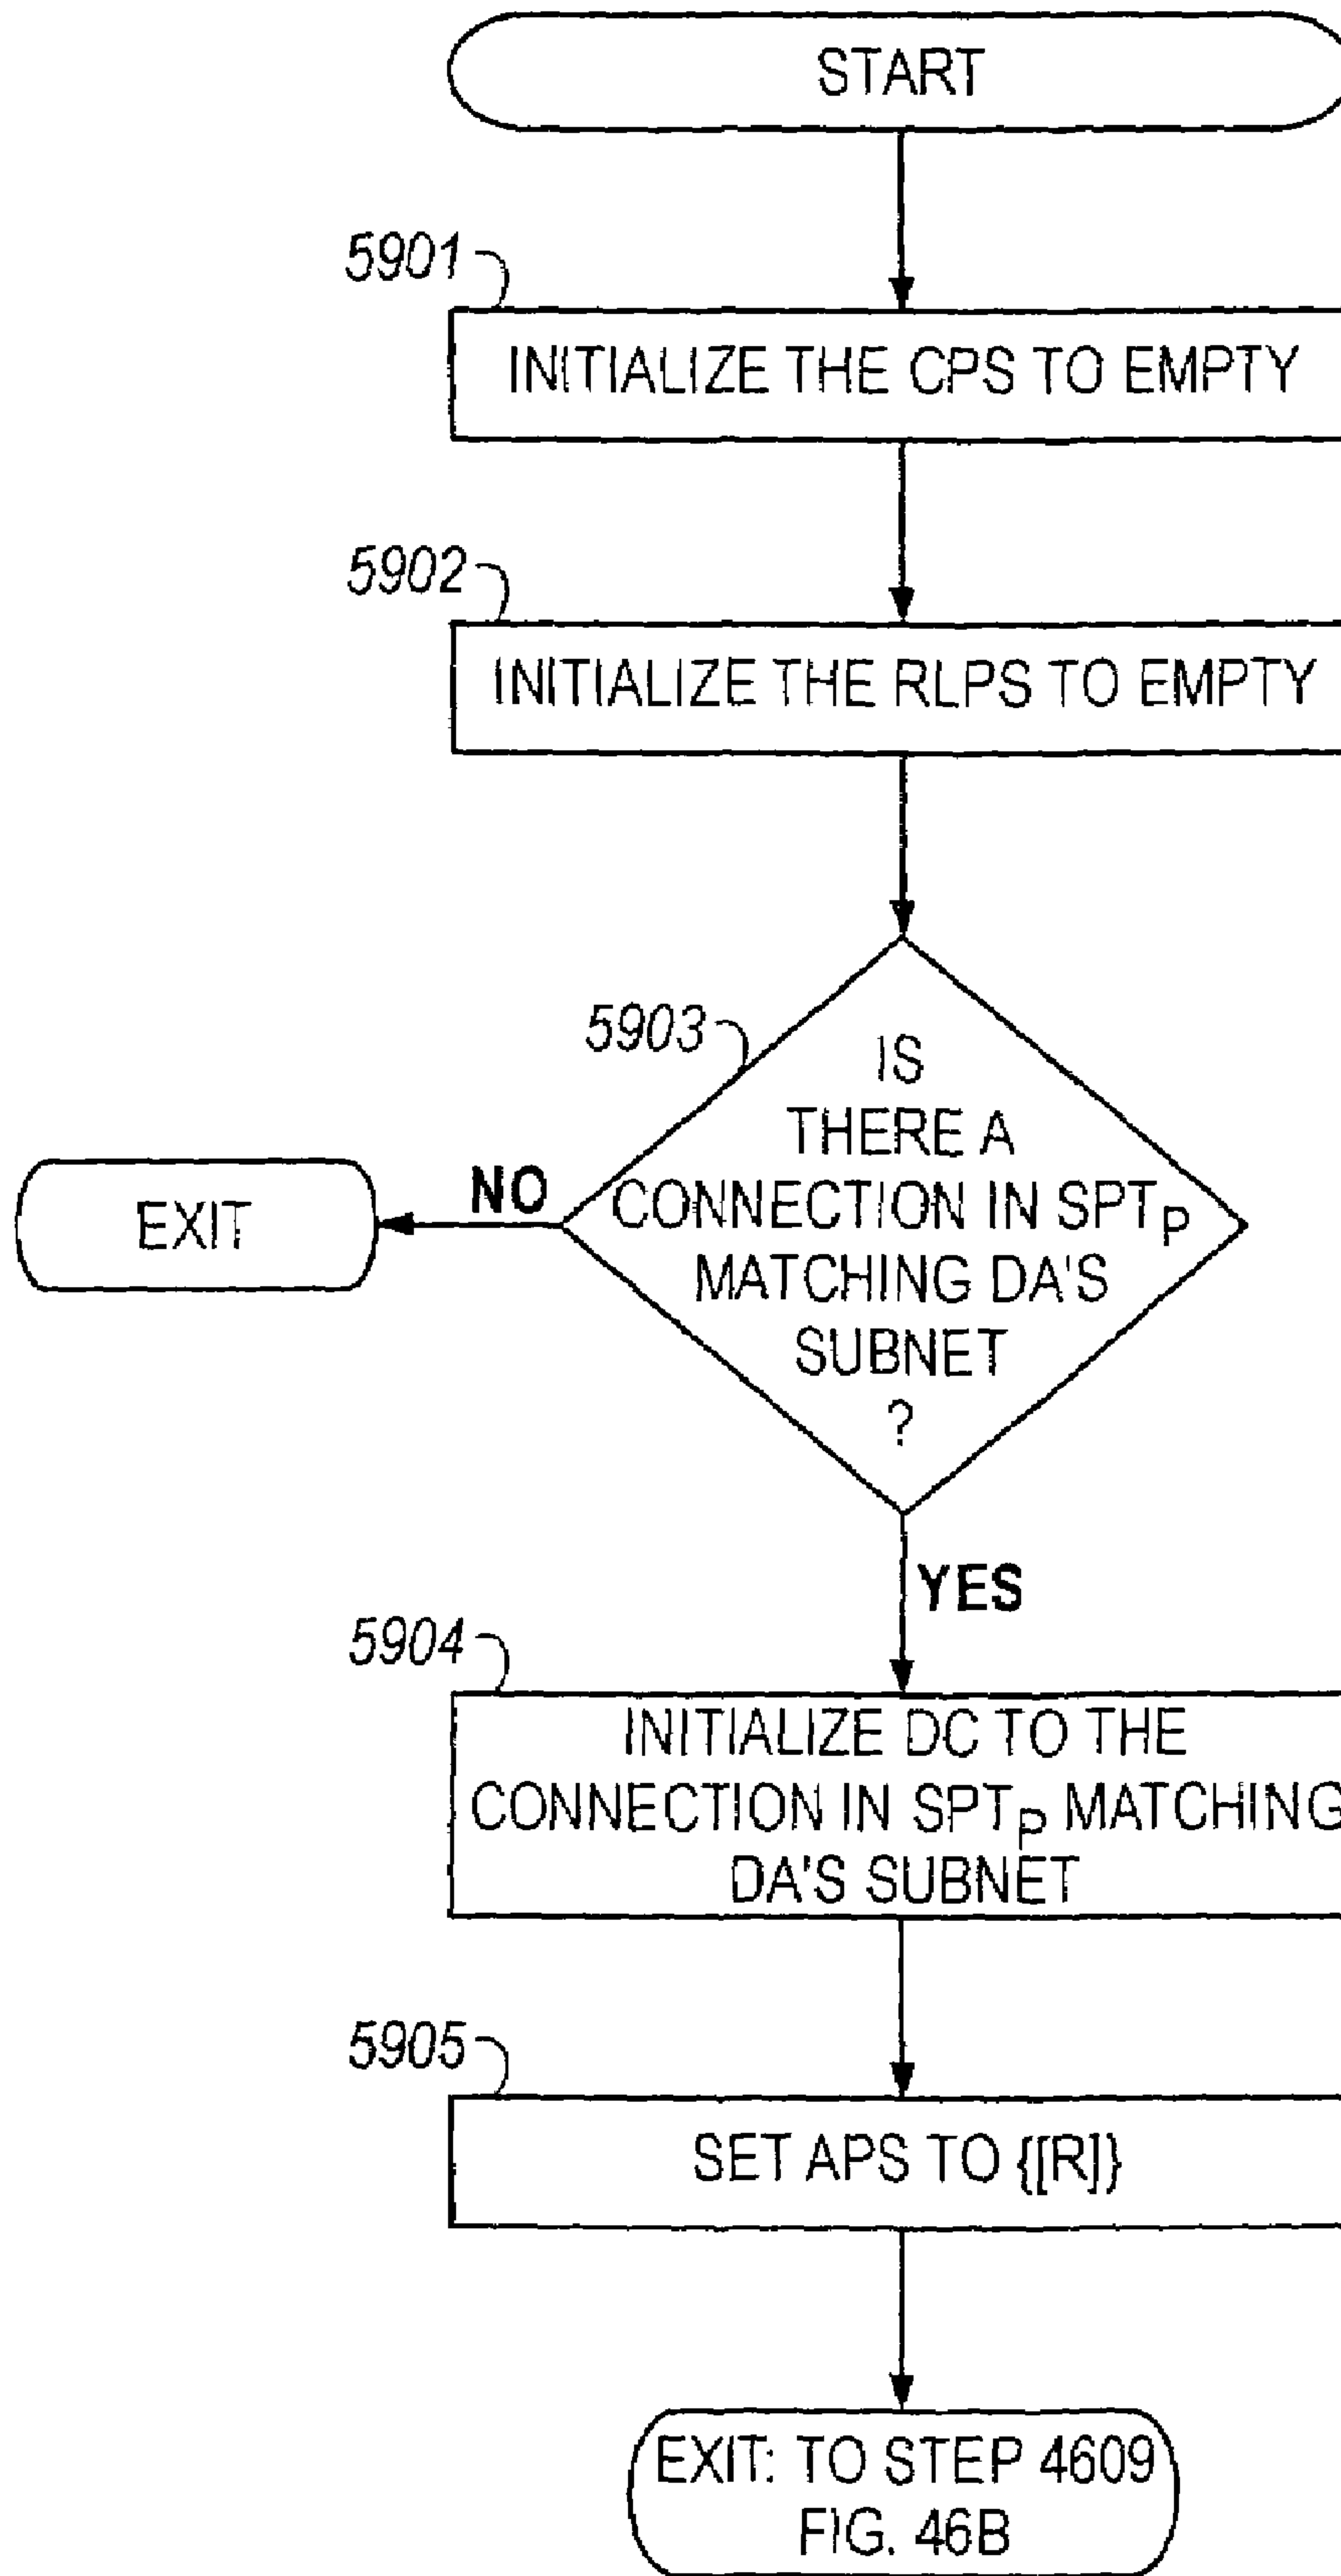 START
5901
INITIALIZE THE CPS TO EMPTY
5902
INITIALIZE THE RLPS TO EMPTY
5903
IS
THERE A
CONNECTION IN SPTP
MATCHING DA'S
SUBNET
?
NO
EXIT
YES
5904
INITIALIZE DC TO THE
CONNECTION IN SPTP MATCHING
DA'S SUBNET
5905
SET APS TO {[R]}
EXIT: TO STEP 4609
FIG. 46B